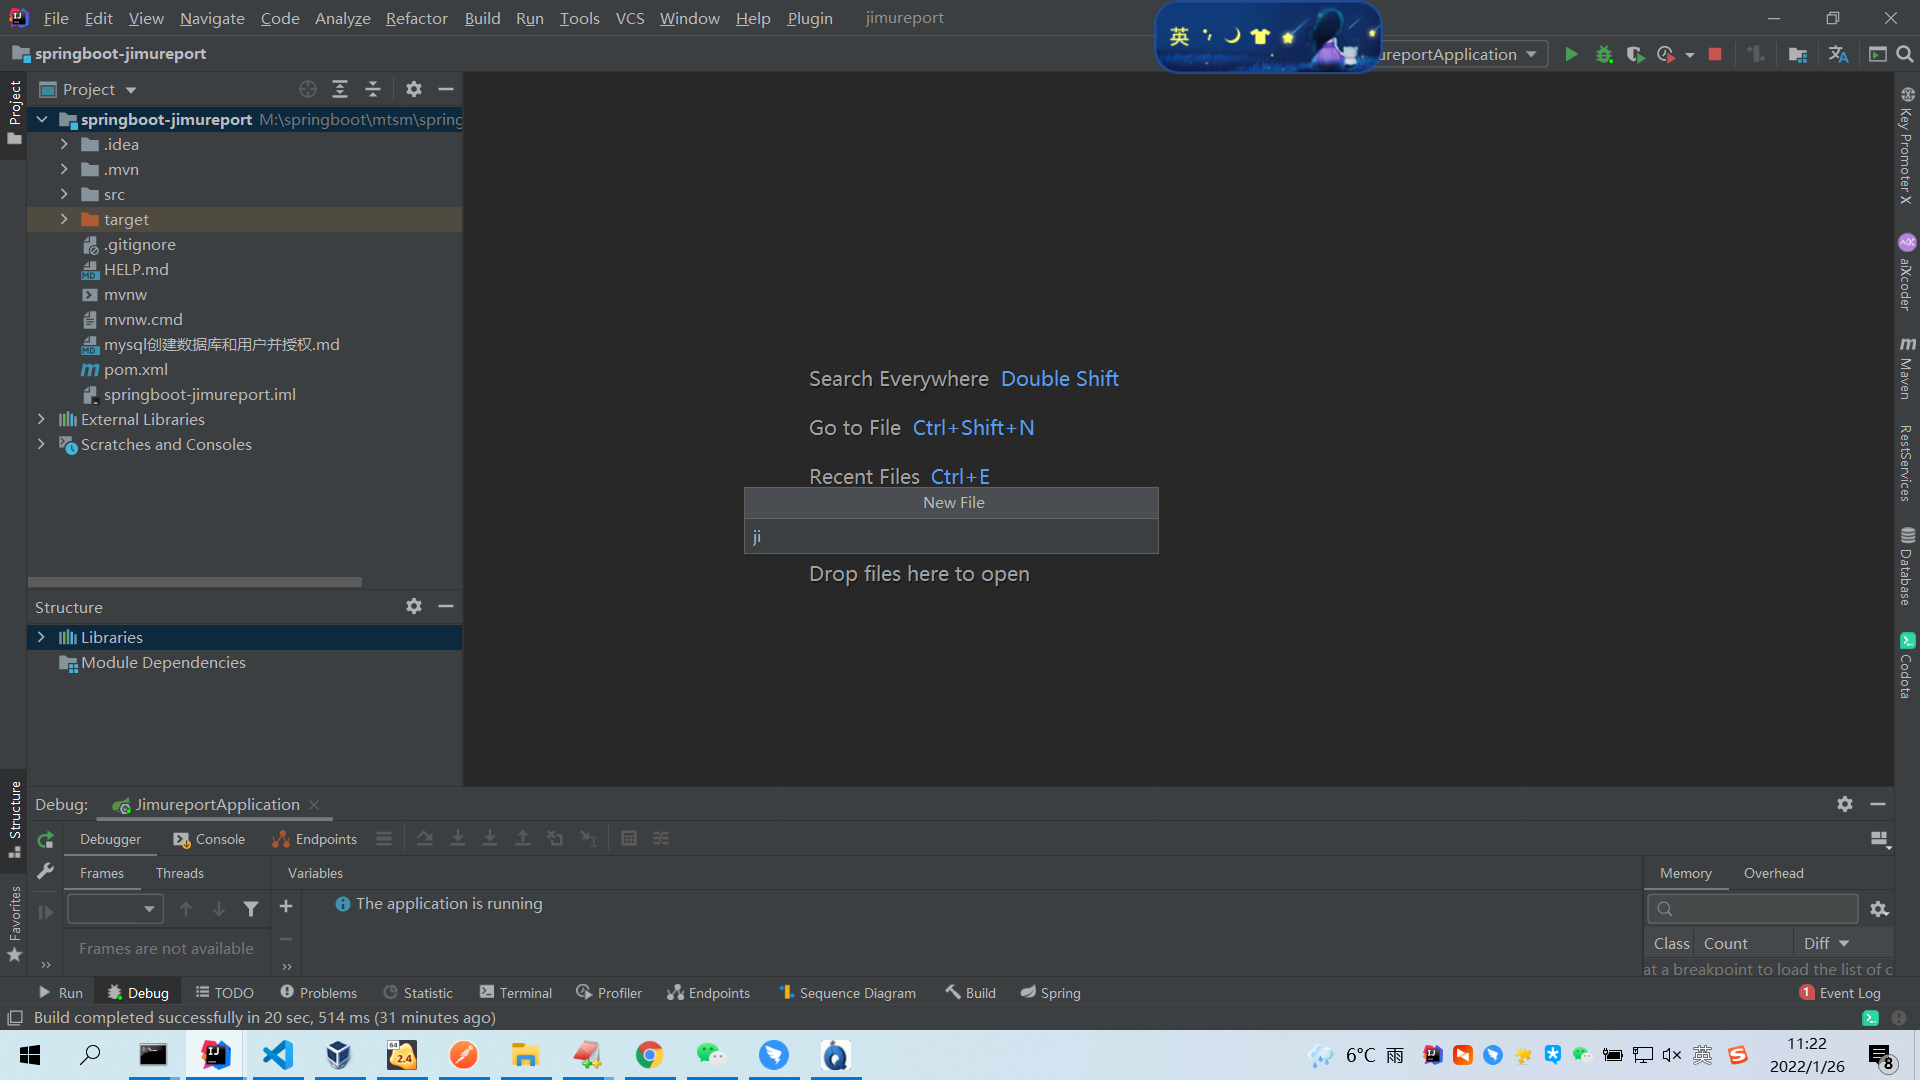 File Edit View Navigate Code Analyze Refactor Build Run Tools VCS Window Help Plugin jimureport
英
springboot-jimureport
ureportApplication
Project
springboot-jimureport M:\springboot\mtsm\spring
.idea
.mvn
src
target
.gitignore
HELP.md
mvnw
mvnw.cmd
mysql创建数据库和用户并授权.md
pom.xml
springboot-jimureport.iml
External Libraries
Scratches and Consoles
Project
Structure
Favorites
Search Everywhere Double Shift
Go to File Ctrl+Shift+N
Recent Files Ctrl+E
New File
ji
Drop files here to open
Key Promoter X
aiXcoder
Maven
RestServices
Database
Codota
Structure
Libraries
Module Dependencies
Debug: JimureportApplication
Debugger Console Endpoints
Frames Threads Variables
Memory Overhead
The application is running
Frames are not available
Class Count Diff
at a breakpoint to load the list of c
Run Debug TODO Problems Statistic Terminal Profiler Endpoints Sequence Diagram Build Spring
1 Event Log
Build completed successfully in 20 sec, 514 ms (31 minutes ago)
64
2.4
6°C 雨
英
11:22
2022/1/26
8